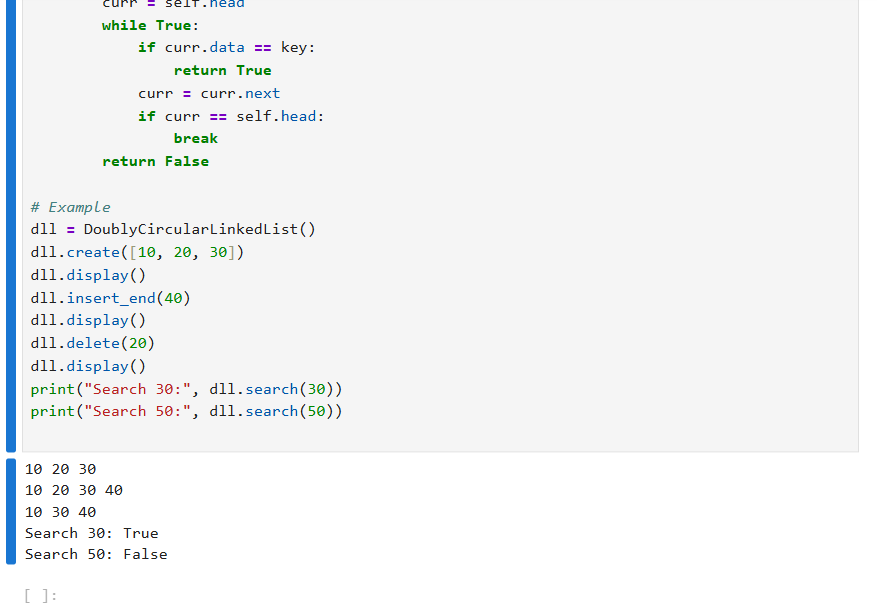 curr = self.head
        while True:
            if curr.data == key:
                return True
            curr = curr.next
            if curr == self.head:
                break
        return False

# Example
dll = DoublyCircularLinkedList()
dll.create([10, 20, 30])
dll.display()
dll.insert_end(40)
dll.display()
dll.delete(20)
dll.display()
print("Search 30:", dll.search(30))
print("Search 50:", dll.search(50))

10 20 30
10 20 30 40
10 30 40
Search 30: True
Search 50: False

[ ]: